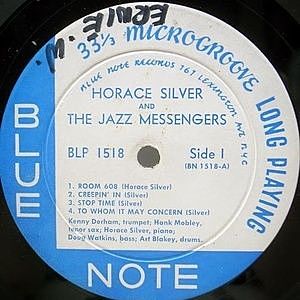 ERNIE W.
33⅓ MICROGROOVE LONG PLAYING
BLUE NOTE RECORDS 767 LEXINGTON AVE NYC
HORACE SILVER
AND
THE JAZZ MESSENGERS
BLP 1518 Side 1
(BN 1518-A)
1. ROOM 608 (Horace Silver)
2. CREEPIN' IN (Silver)
3. STOP TIME (Silver)
4. TO WHOM IT MAY CONCERN (Silver)
Kenny Dorham, trumpet; Hank Mobley,
tenor sax; Horace Silver, piano;
Doug Watkins, bass; Art Blakey, drums.
BLUE
NOTE